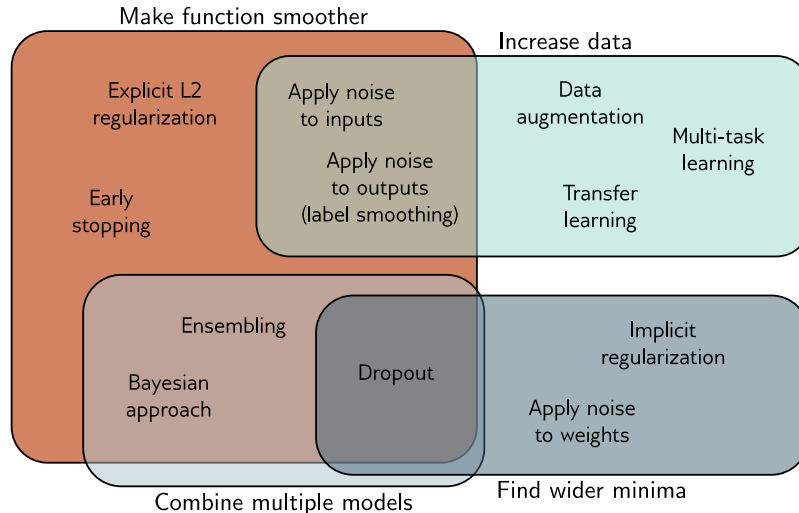 Make function smoother
Increase data
Explicit L2
regularization
Apply noise
to inputs
Data
augmentation
Multi-task
learning
Apply noise
to outputs
(label smoothing)
Early
stopping
Transfer
learning
Ensembling
Bayesian
approach
Dropout
Implicit
regularization
Apply noise
to weights
Combine multiple models
Find wider minima